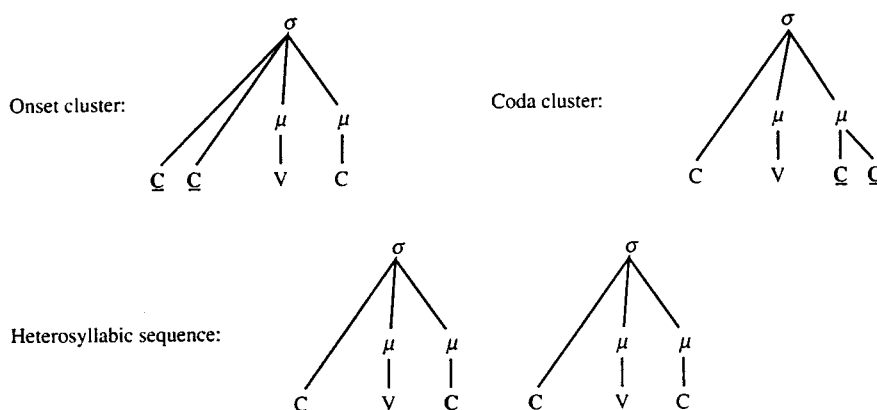 σ σ
Onset cluster: Coda cluster:
μ μ μ μ
C C V C C V C C
σ σ
Heterosyllabic sequence:
μ μ μ μ
C V C C V C